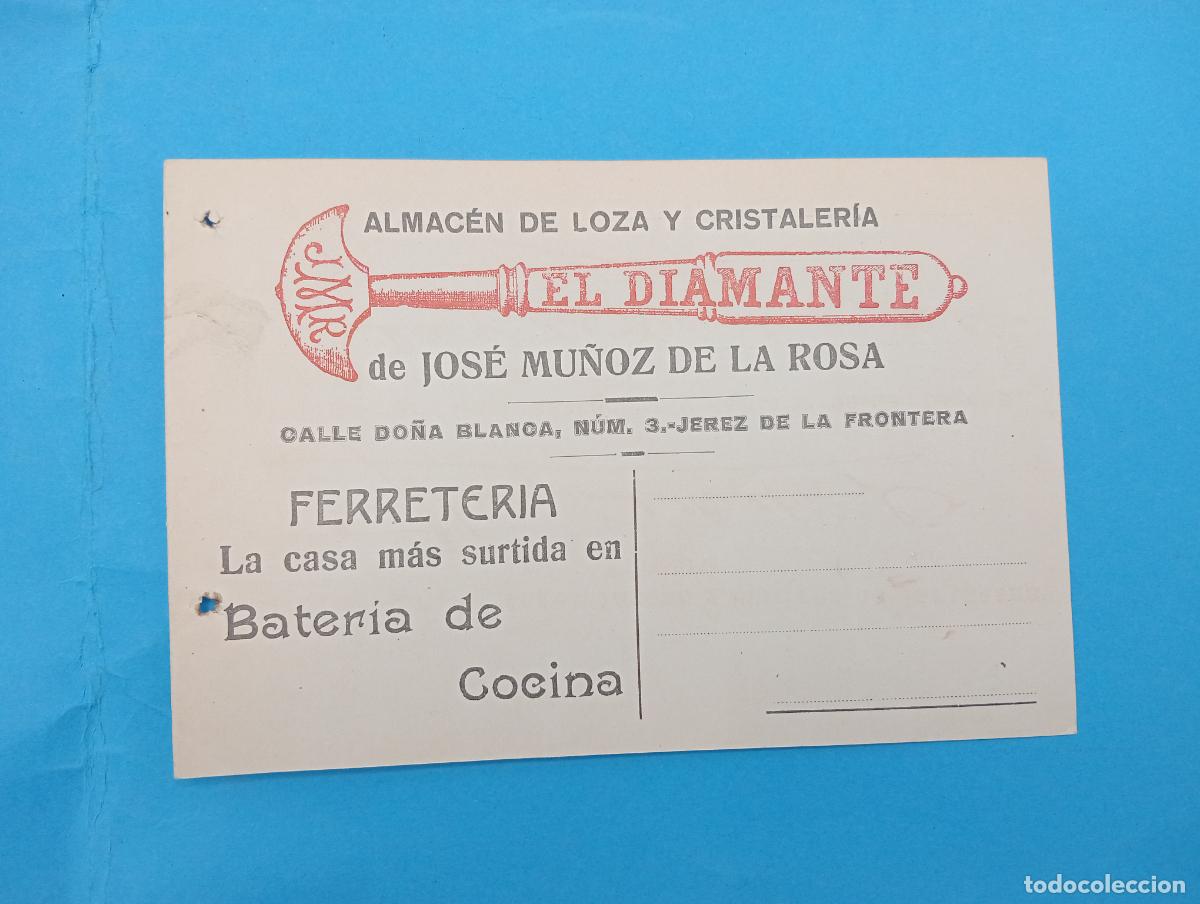 ALMACÉN DE LOZA Y CRISTALERÍA
JMR
EL DIAMANTE
de JOSÉ MUÑOZ DE LA ROSA
CALLE DOÑA BLANCA, NÚM. 3.-JEREZ DE LA FRONTERA
FERRETERIA
La casa más surtida en
Batería de
Cocina
todocoleccion